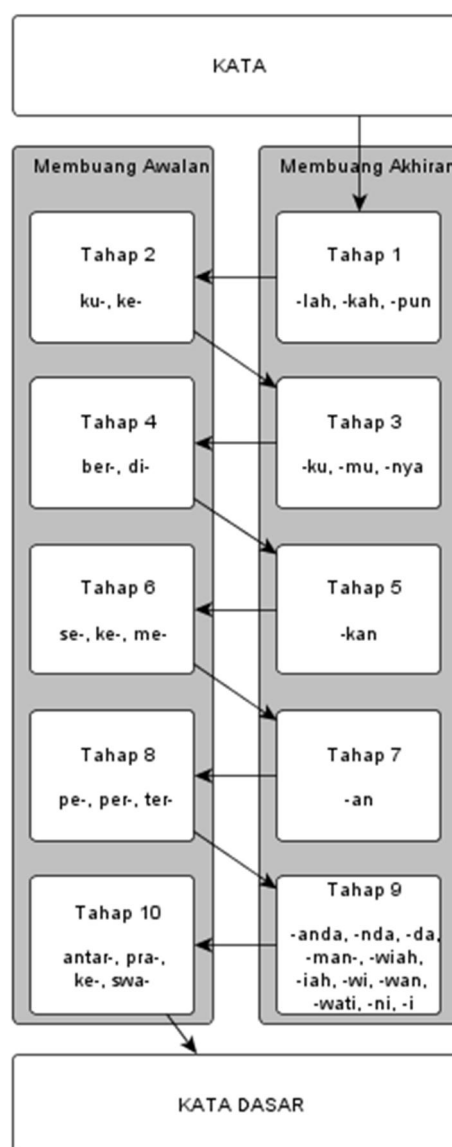 KATA
Membuang Awalan
Membuang Akhiran
Tahap 1
-lah, -kah, -pun
Tahap 2
ku-, ke-
Tahap 3
-ku, -mu, -nya
Tahap 4
ber-, di-
Tahap 5
-kan
Tahap 6
se-, ke-, me-
Tahap 7
-an
Tahap 8
pe-, per-, ter-
Tahap 9
-anda, -nda, -da,
-man-, -wiah,
-iah, -wi, -wan,
-wati, -ni, -i
Tahap 10
antar-, pra-,
ke-, swa-
KATA DASAR